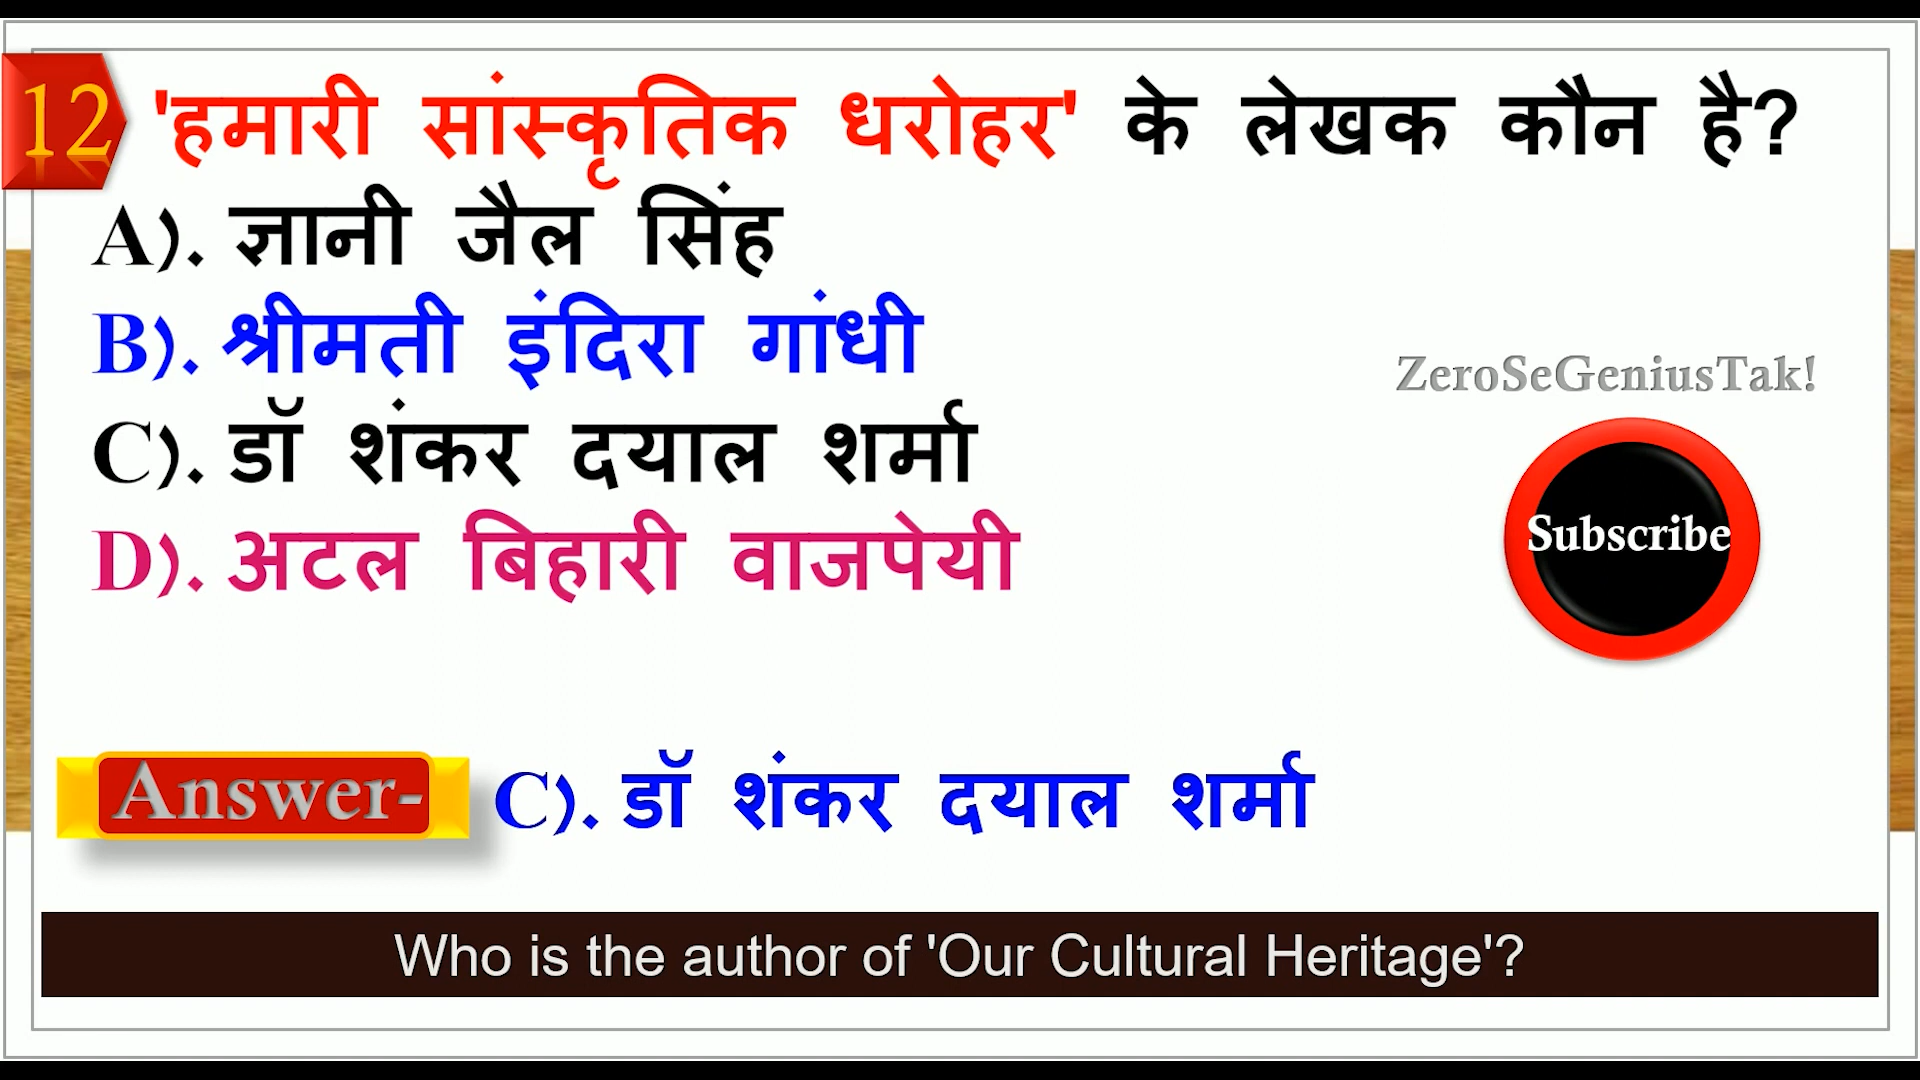 12 'हमारी सांस्कृतिक धरोहर' के लेखक कौन है?
A). ज्ञानी जैल सिंह
B). श्रीमती इंदिरा गांधी
C). डॉ शंकर दयाल शर्मा
D). अटल बिहारी वाजपेयी
ZeroSeGeniusTak!
Subscribe
Answer- C). डॉ शंकर दयाल शर्मा
Who is the author of 'Our Cultural Heritage'?